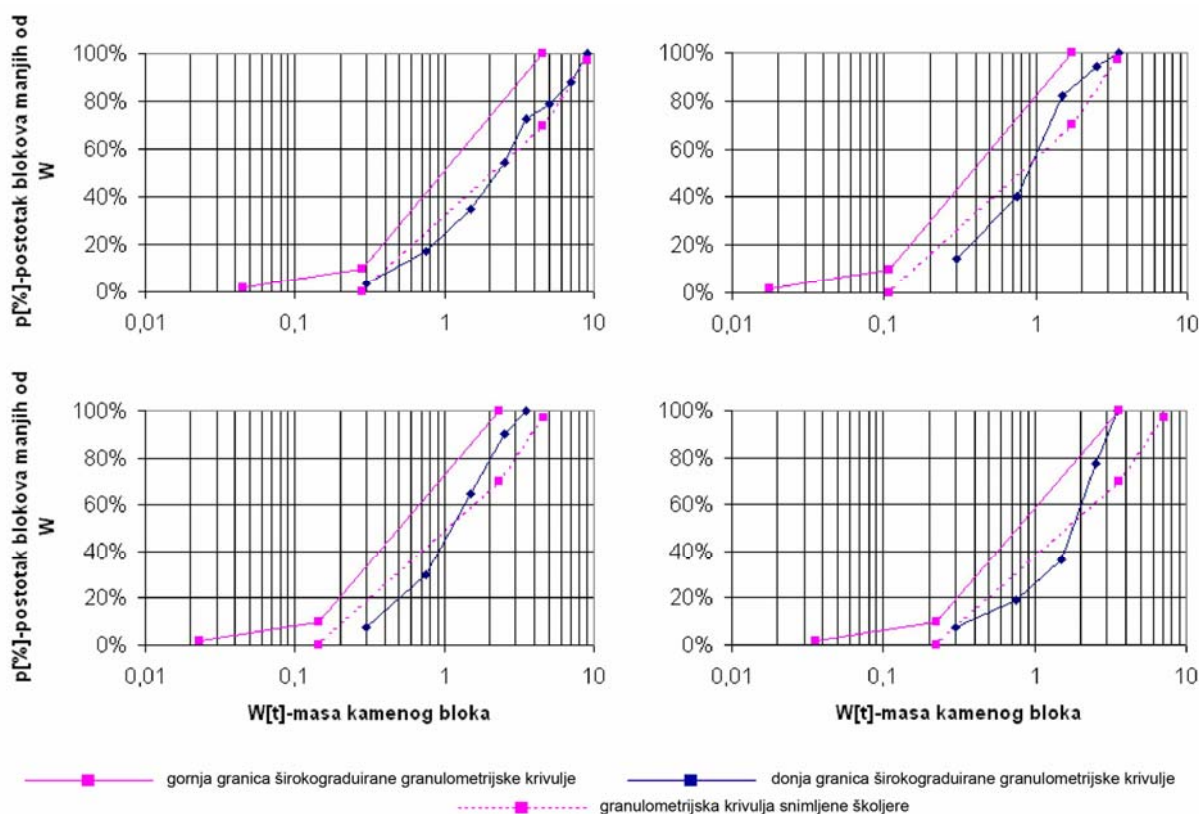 100%
80%
60%
40%
20%
0%
0,01 0,1 1 10
p[%]-postotak blokova manjih od
W
100%
80%
60%
40%
20%
0%
0,01 0,1 1 10
100%
80%
60%
40%
20%
0%
0,01 0,1 1 10
p[%]-postotak blokova manjih od
W
W[t]-masa kamenog bloka
100%
80%
60%
40%
20%
0%
0,01 0,1 1 10
W[t]-masa kamenog bloka
gornja granica širokograduirane granulometrijske krivulje
donja granica širokograduirane granulometrijske krivulje
granulometrijska krivulja snimljene školjere